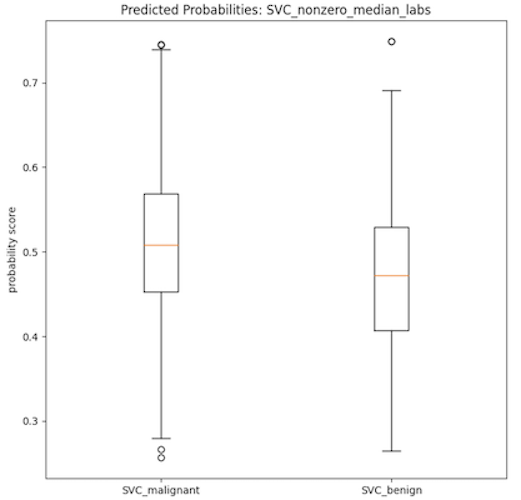 Predicted Probabilities: SVC_nonzero_median_labs
0.7
0.6
0.5
0.4
0.3
probability score
SVC_malignant
SVC_benign